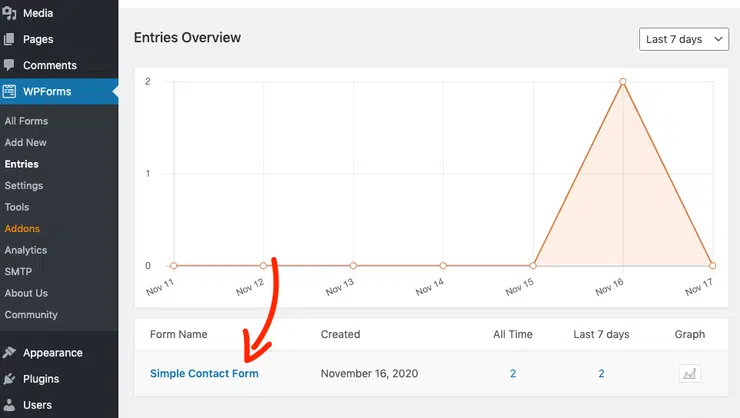 Media
Pages
Comments
WPForms
All Forms
Add New
Entries
Settings
Tools
Addons
Analytics
SMTP
About Us
Community
Appearance
Plugins
Users
Entries Overview
Last 7 days
2
1
0
Nov 11 Nov 12 Nov 13 Nov 14 Nov 15 Nov 16 Nov 17
Form Name Created All Time Last 7 days Graph
Simple Contact Form November 16, 2020 2 2